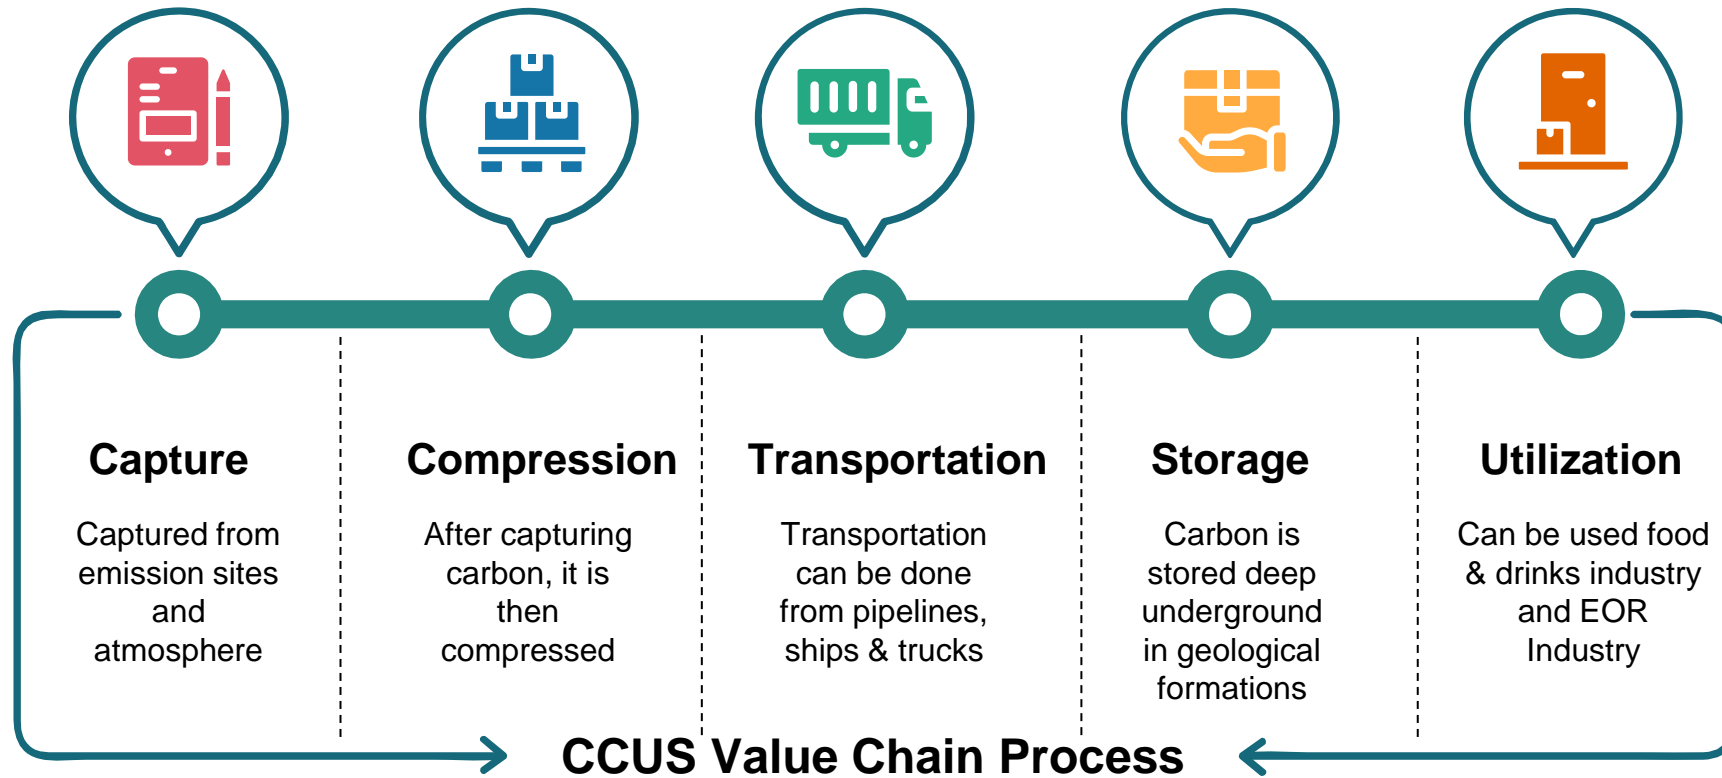 Capture
Captured from
emission sites
and
atmosphere
Compression
After capturing
carbon, it is
then
compressed
Transportation
Transportation
can be done
from pipelines,
ships & trucks
Storage
Carbon is
stored deep
underground
in geological
formations
Utilization
Can be used food
& drinks industry
and EOR
Industry
CCUS Value Chain Process